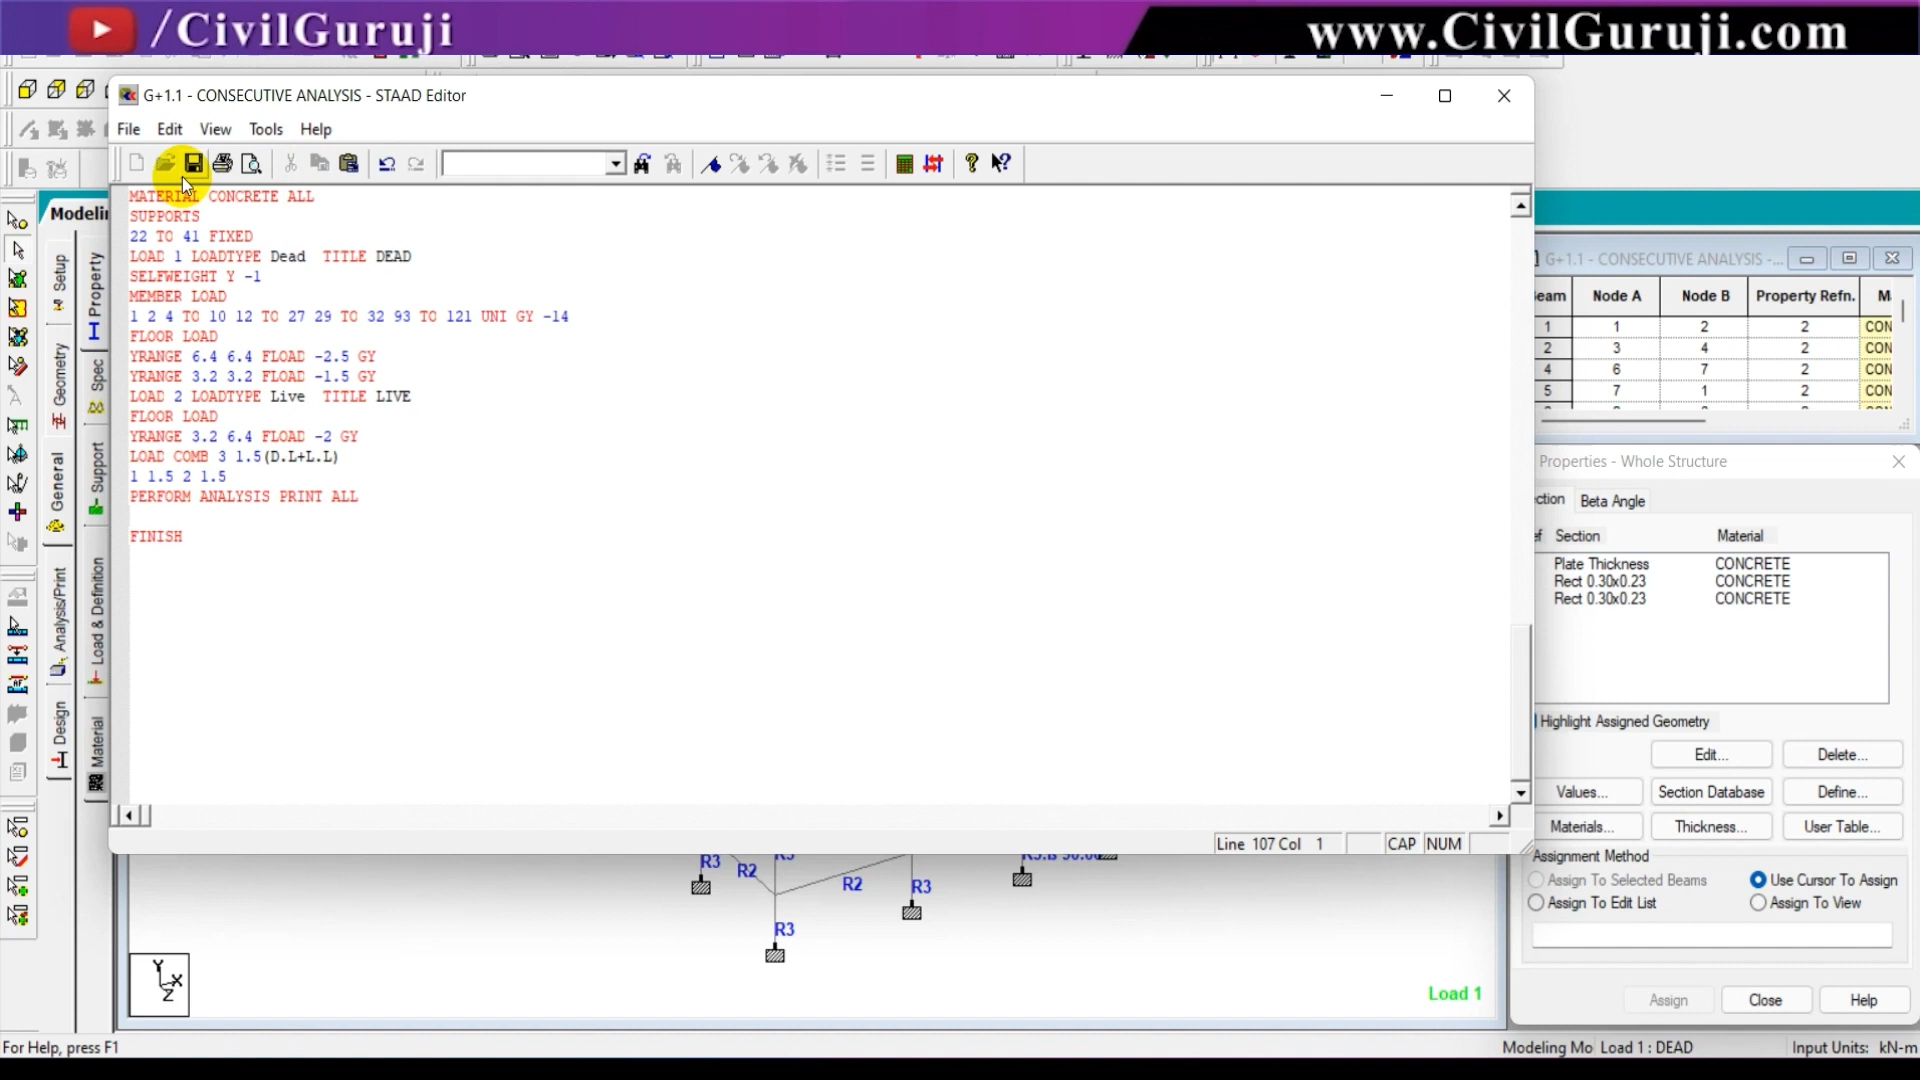 /CivilGuruji
www.CivilGuruji.com
G+1.1 - CONSECUTIVE ANALYSIS - STAAD Editor
File Edit View Tools Help
MATERIAL CONCRETE ALL
SUPPORTS
22 TO 41 FIXED
LOAD 1 LOADTYPE Dead TITLE DEAD
SELFWEIGHT Y -1
MEMBER LOAD
1 2 4 TO 10 12 TO 27 29 TO 32 93 TO 121 UNI GY -14
FLOOR LOAD
YRANGE 6.4 6.4 FLOAD -2.5 GY
YRANGE 3.2 3.2 FLOAD -1.5 GY
LOAD 2 LOADTYPE Live TITLE LIVE
FLOOR LOAD
YRANGE 3.2 6.4 FLOAD -2 GY
LOAD COMB 3 1.5(D.L+L.L)
1 1.5 2 1.5
PERFORM ANALYSIS PRINT ALL
FINISH
Line 107 Col 1
CAP
NUM
Modelin
Setup
Geometry
General
Analysis/Print
Design
Property
Spec
Support
Load & Definition
Material
G+1.1 - CONSECUTIVE ANALYSIS -...
eam Node A Node B Property Refn. M
1 1 2 2 CON
2 3 4 2 CON
4 6 7 2 CON
5 7 1 2 CON
Properties - Whole Structure
ction Beta Angle
ef Section Material
Plate Thickness CONCRETE
Rect 0.30x0.23 CONCRETE
Rect 0.30x0.23 CONCRETE
Highlight Assigned Geometry
Edit... Delete...
Values... Section Database Define...
Materials... Thickness... User Table...
Assignment Method
Assign To Selected Beams Use Cursor To Assign
Assign To Edit List Assign To View
Assign Close Help
R3
R2
R2
R3
R3
Y
X
Z
Load 1
For Help, press F1
Modeling Mo Load 1 : DEAD Input Units: kN-m